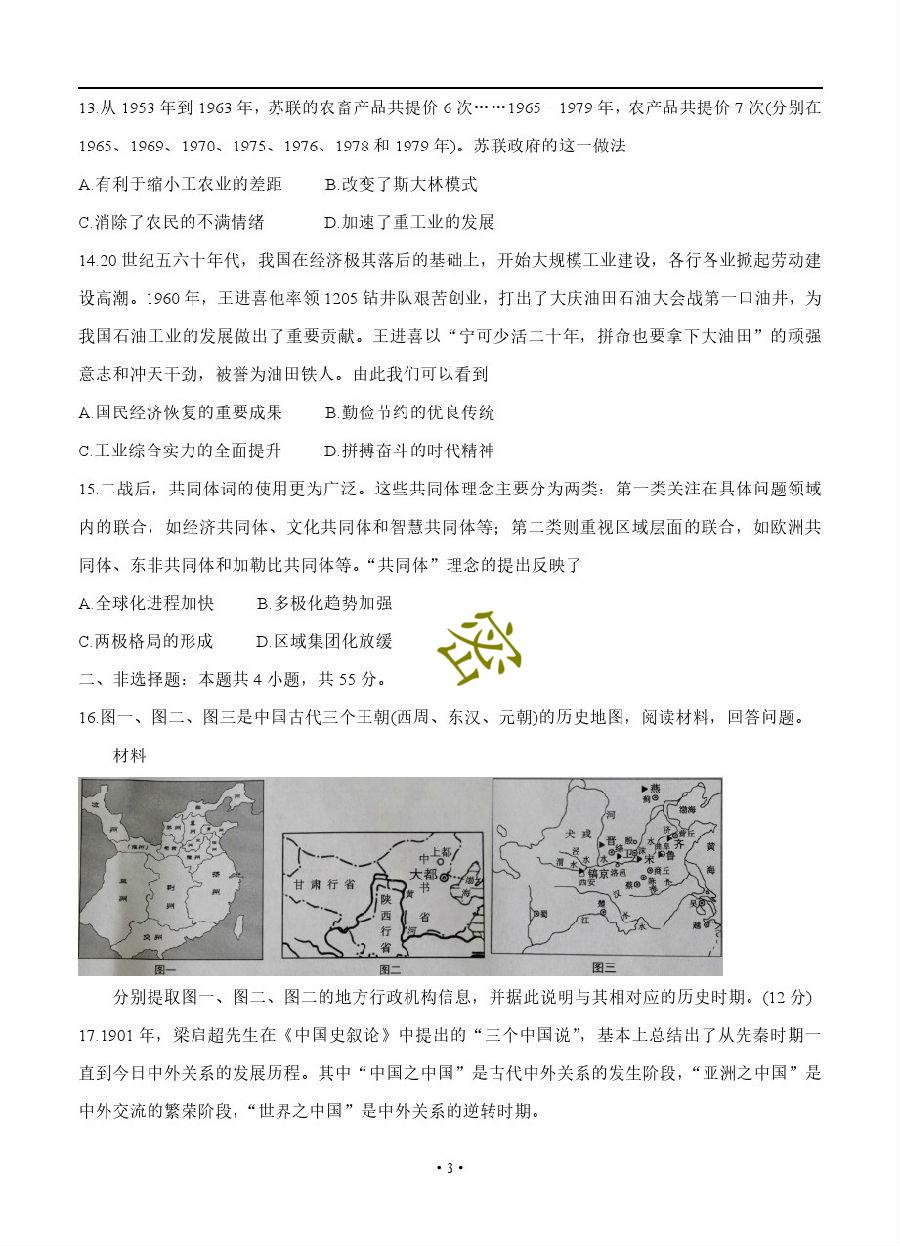 13.从 1953 年到 1963 年，苏联的农畜产品共提价 6 次……1965－1979 年，农产品共提价 7 次(分别在
1965、1969、1970、1975、1976、1978 和 1979 年)。苏联政府的这一做法
A.有利于缩小工农业的差距 B.改变了斯大林模式
C.消除了农民的不满情绪 D.加速了重工业的发展
14.20 世纪五六十年代，我国在经济极其落后的基础上，开始大规模工业建设，各行各业掀起劳动建
设高潮。1960 年，王进喜他率领 1205 钻井队艰苦创业，打出了大庆油田石油大会战第一口油井，为
我国石油工业的发展做出了重要贡献。王进喜以“宁可少活二十年，拼命也要拿下大油田”的顽强
意志和冲天干劲，被誉为油田铁人。由此我们可以看到
A.国民经济恢复的重要成果 B.勤俭节约的优良传统
C.工业综合实力的全面提升 D.拼搏奋斗的时代精神
15.二战后，共同体词的使用更为广泛。这些共同体理念主要分为两类：第一类关注在具体问题领域
内的联合，如经济共同体、文化共同体和智慧共同体等；第二类则重视区域层面的联合，如欧洲共
同体、东非共同体和加勒比共同体等。“共同体”理念的提出反映了
A.全球化进程加快 B.多极化趋势加强
C.两极格局的形成 D.区域集团化放缓
密
二、非选择题：本题共 4 小题，共 55 分。
16.图一、图二、图三是中国古代三个王朝(西周、东汉、元朝)的历史地图，阅读材料，回答问题。
材料
凉
州
荆
州
扬
州
交州
图一
中
上都
大都
书
省
甘肃行省
陕
西
行
省
黄
河
渤
海
图二
燕
蓟
渤海
河
犬戎
晋
齐
鲁
宋
黄
海
镐京
西安
洛邑
商丘
蔡
陈
汉
水
楚
蜀
江
吴
越
图三
分别提取图一、图二、图二的地方行政机构信息，并据此说明与其相对应的历史时期。(12 分)
17.1901 年，梁启超先生在《中国史叙论》中提出的“三个中国说”，基本上总结出了从先秦时期一
直到今日中外关系的发展历程。其中“中国之中国”是古代中外关系的发生阶段，“亚洲之中国”是
中外交流的繁荣阶段，“世界之中国”是中外关系的逆转时期。
• 3 •